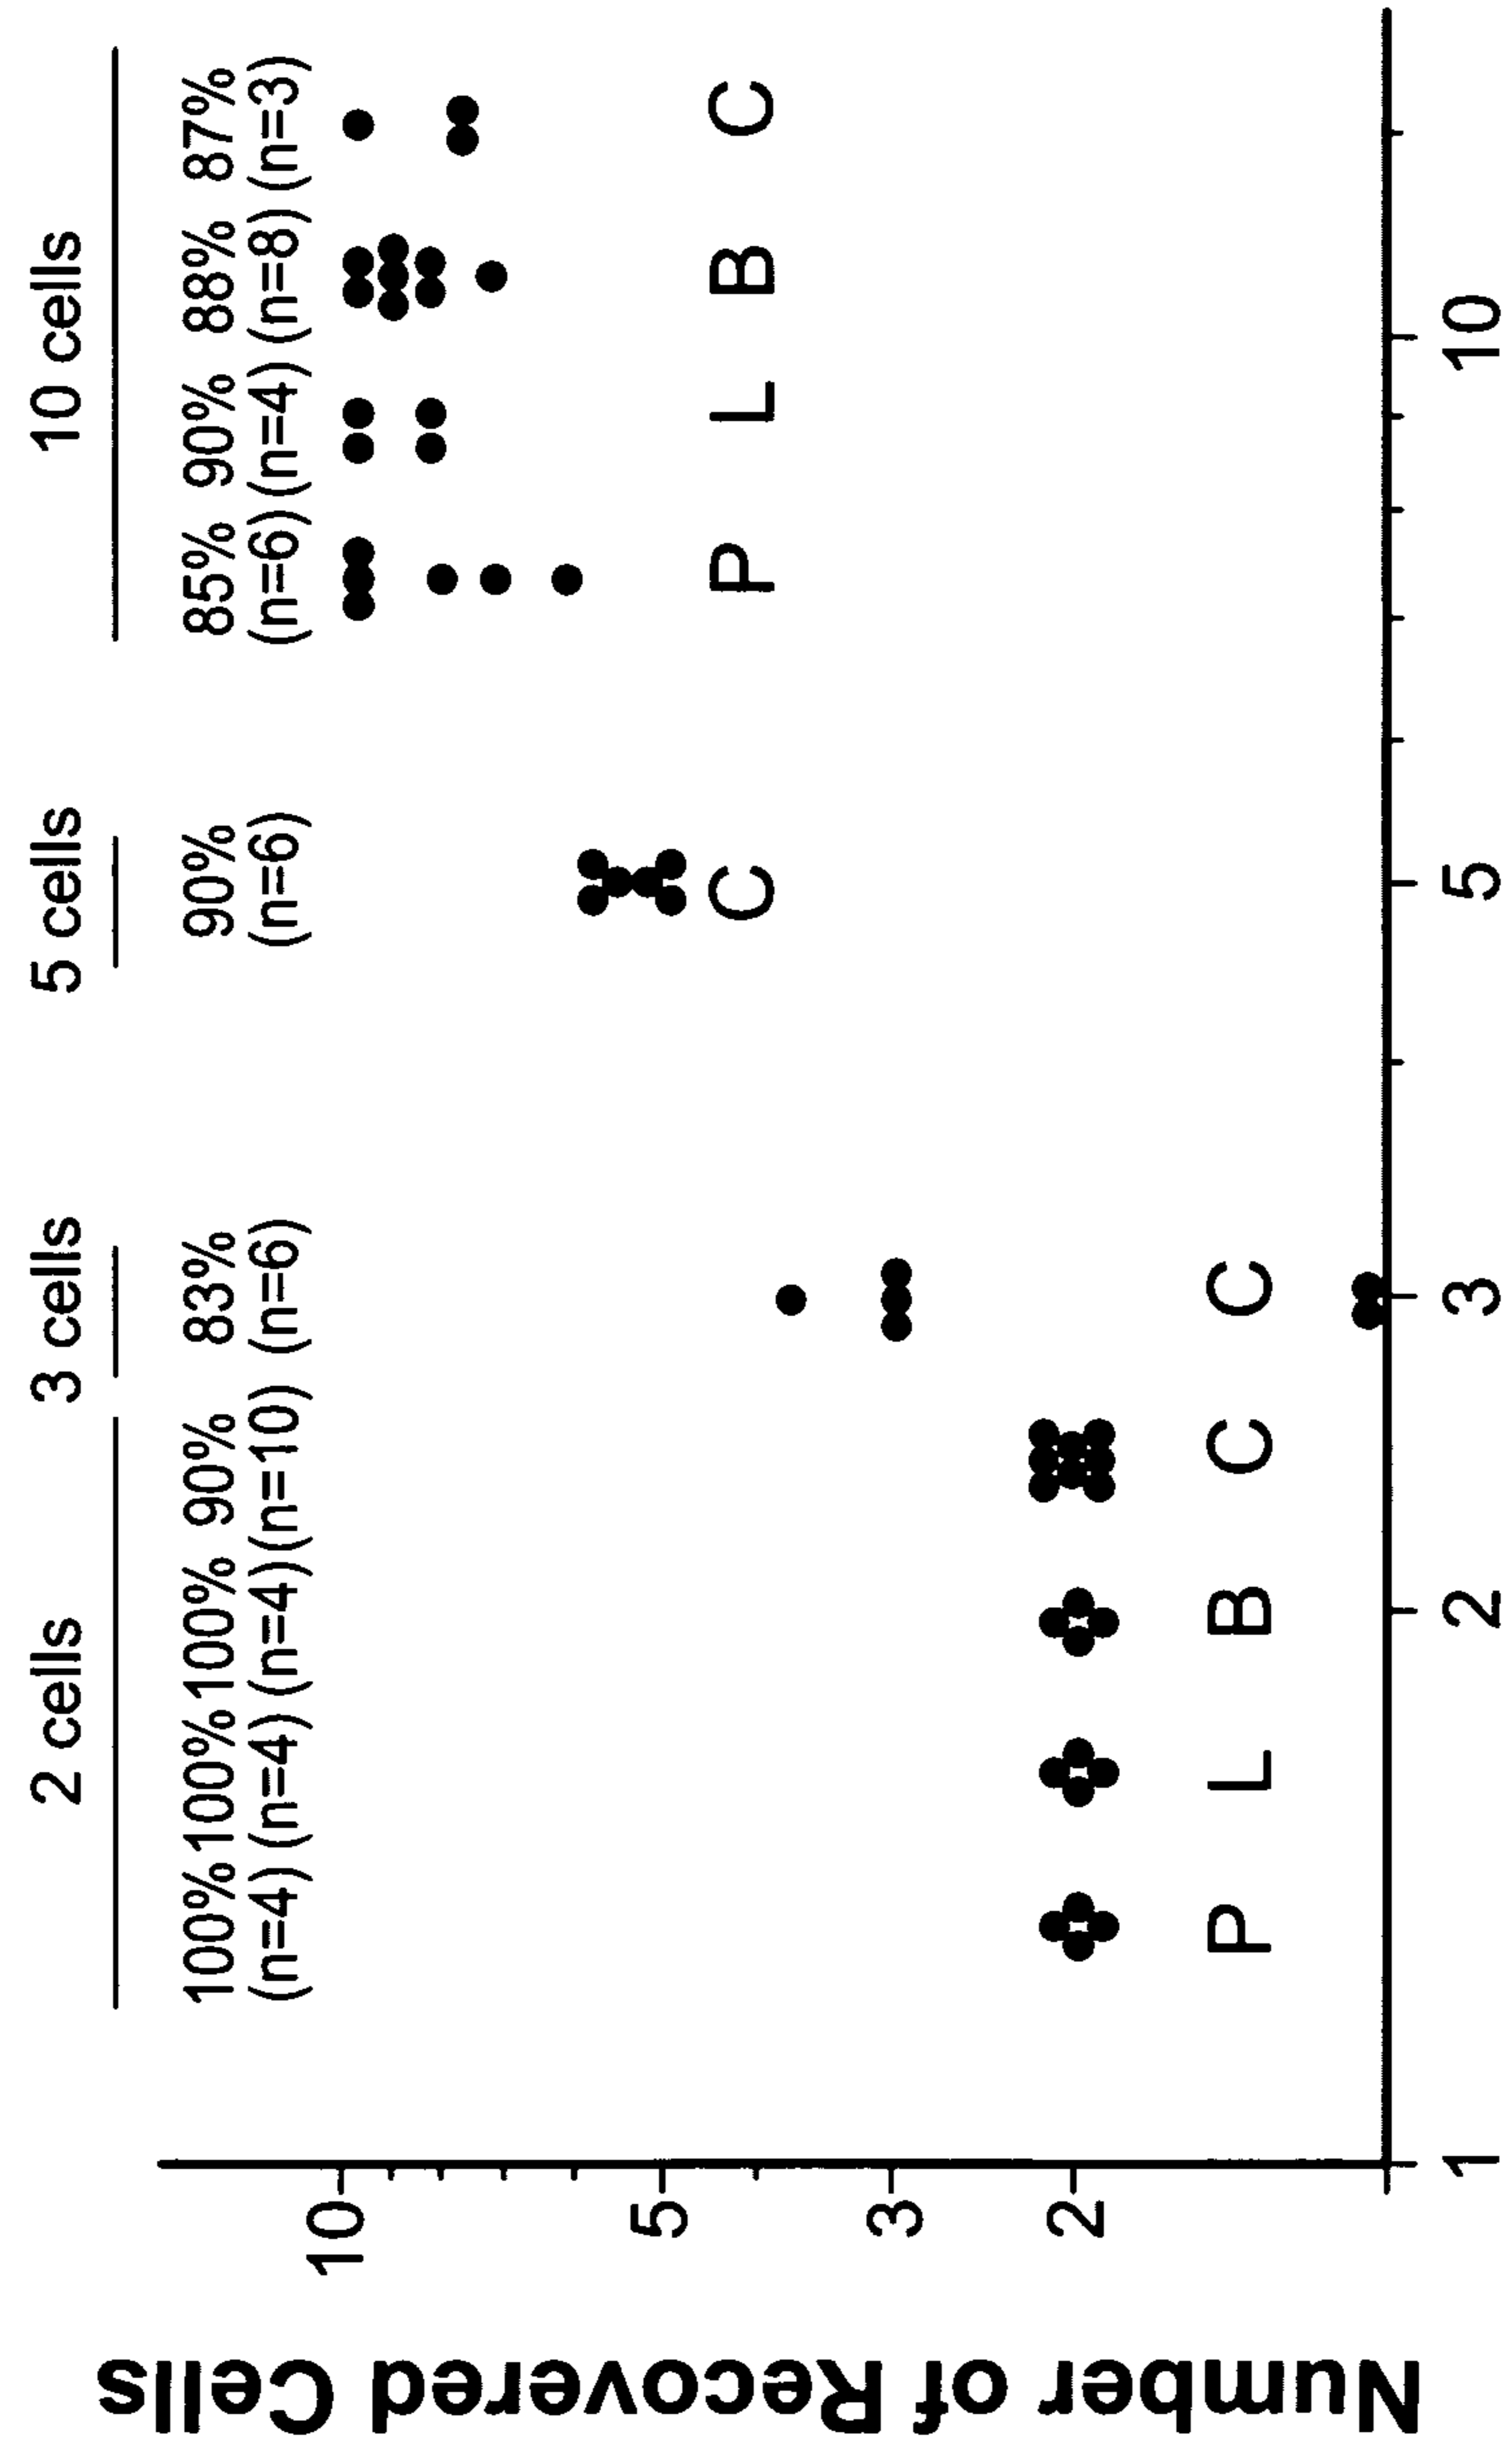 2 cells 3 cells 5 cells 10 cells
100% 100% 100% 90% 83% 90% 85% 90% 88% 87%
(n=4) (n=4) (n=4) (n=10) (n=6) (n=6) (n=6) (n=4) (n=8) (n=3)
Number of Recovered Cells
10
5
3
2
C P L B C
P L B C C
1 2 3 5 10